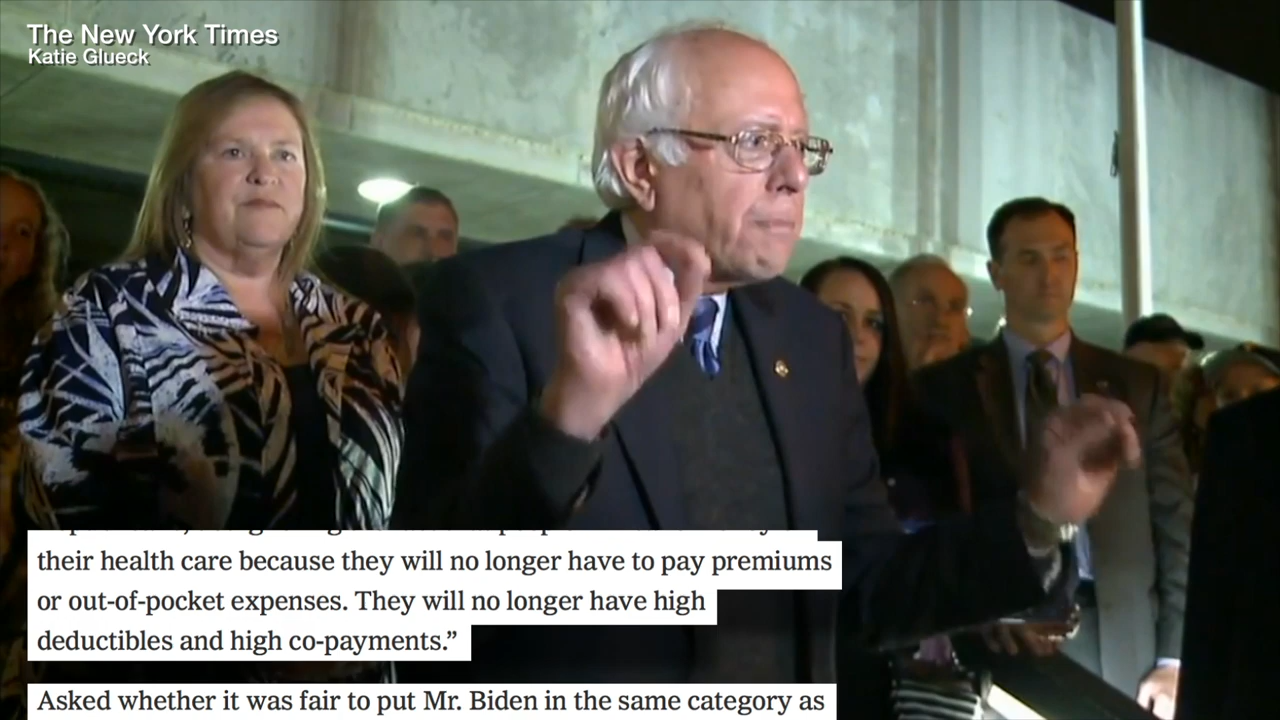 The New York Times
Katie Glueck
their health care because they will no longer have to pay premiums
or out-of-pocket expenses. They will no longer have high
deductibles and high co-payments.”
Asked whether it was fair to put Mr. Biden in the same category as